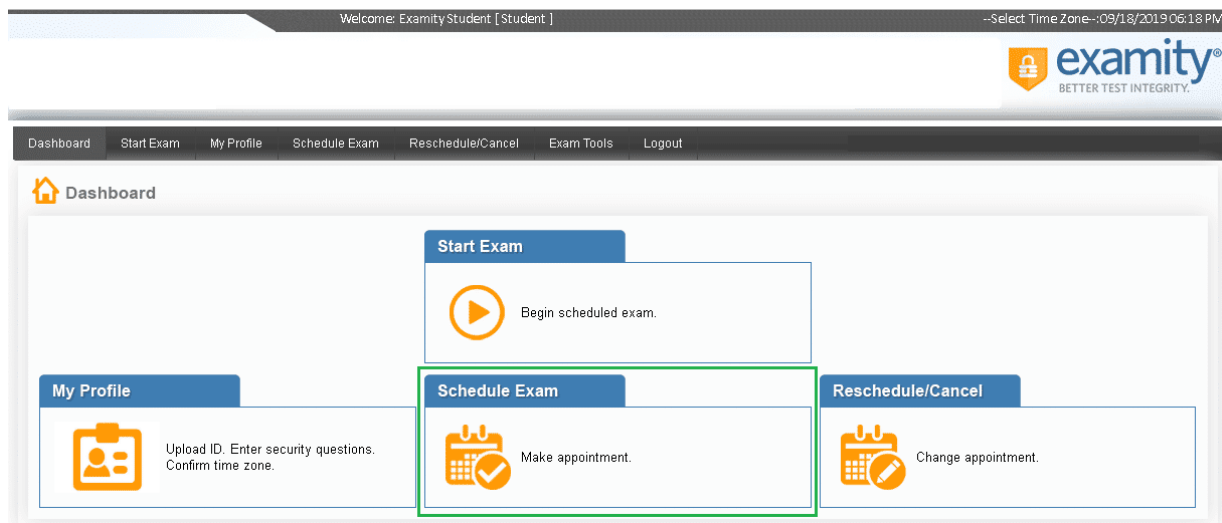 Welcome: Examity Student [ Student ]
--Select Time Zone--:09/18/2019 06:18 PM
examity®
BETTER TEST INTEGRITY.
Dashboard Start Exam My Profile Schedule Exam Reschedule/Cancel Exam Tools Logout
Dashboard
Start Exam
Begin scheduled exam.
My Profile
Upload ID. Enter security questions.
Confirm time zone.
Schedule Exam
Make appointment.
Reschedule/Cancel
Change appointment.